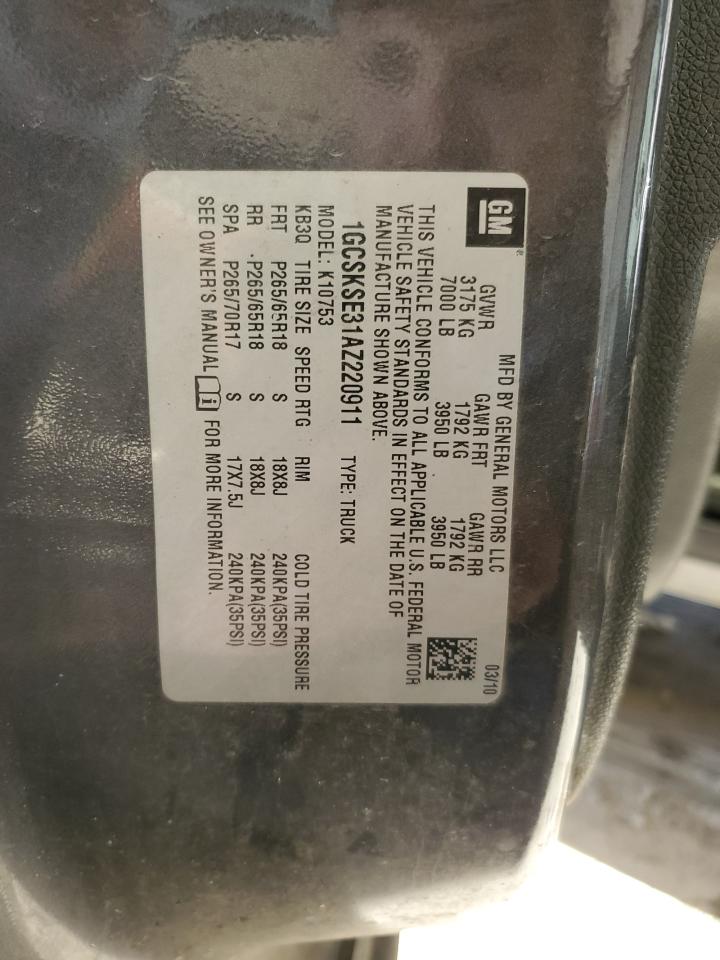 GM
MFD BY GENERAL MOTORS LLC 03/10
GVWR GAWR FRT GAWR RR
3175 KG 1792 KG 1792 KG
7000 LB 3950 LB 3950 LB
THIS VEHICLE CONFORMS TO ALL APPLICABLE U.S. FEDERAL MOTOR
VEHICLE SAFETY STANDARDS IN EFFECT ON THE DATE OF
MANUFACTURE SHOWN ABOVE.
1GCSKSE31AZ220911 TYPE: TRUCK
MODEL: K10753
KB3Q TIRE SIZE SPEED RTG RIM COLD TIRE PRESSURE
FRT P265/65R18 S 18X8J 240KPA(35PSI)
RR P265/65R18 S 18X8J 240KPA(35PSI)
SPA P265/70R17 S 17X7.5J 240KPA(35PSI)
SEE OWNER'S MANUAL i FOR MORE INFORMATION.